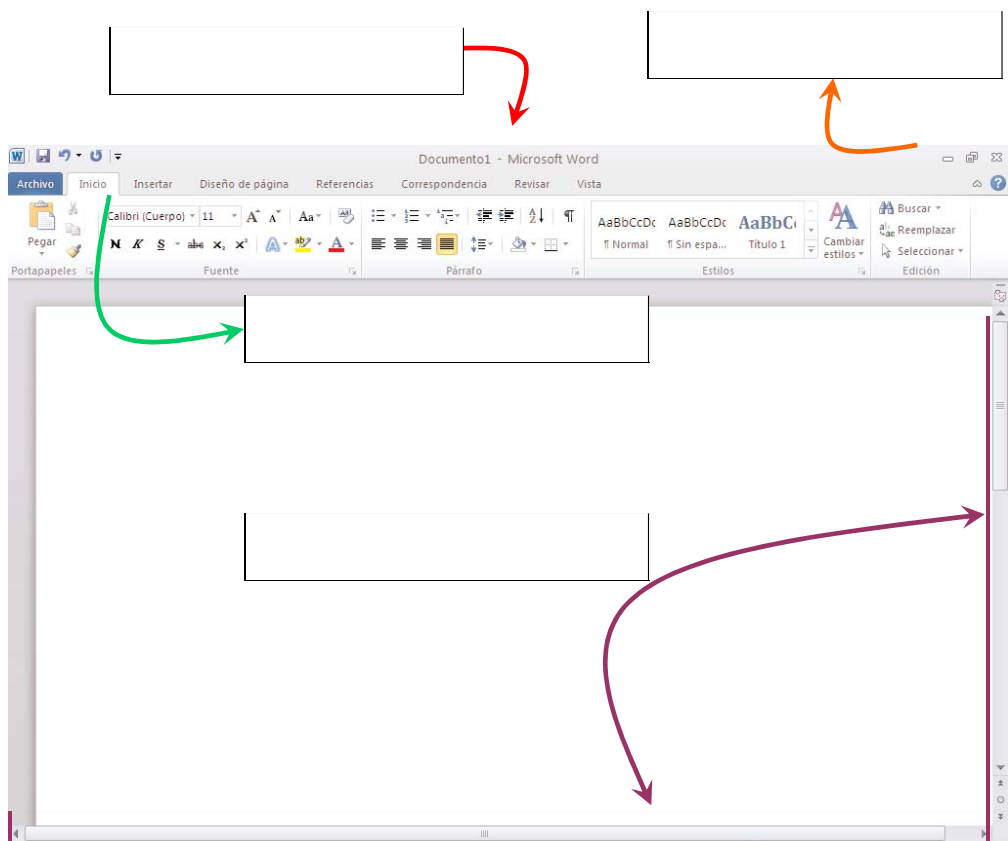 Documento1 - Microsoft Word
Archivo Inicio Insertar Diseño de página Referencias Correspondencia Revisar Vista
Calibri (Cuerpo) 11 A A Aa
AaBbCcDc AaBbCcDc AaBbC
Buscar
Pegar
N K S abc x₂ x² A ab A
¶ Normal ¶ Sin espa... Título 1
Cambiar estilos
Reemplazar
Seleccionar
Portapapeles Fuente Párrafo Estilos Edición